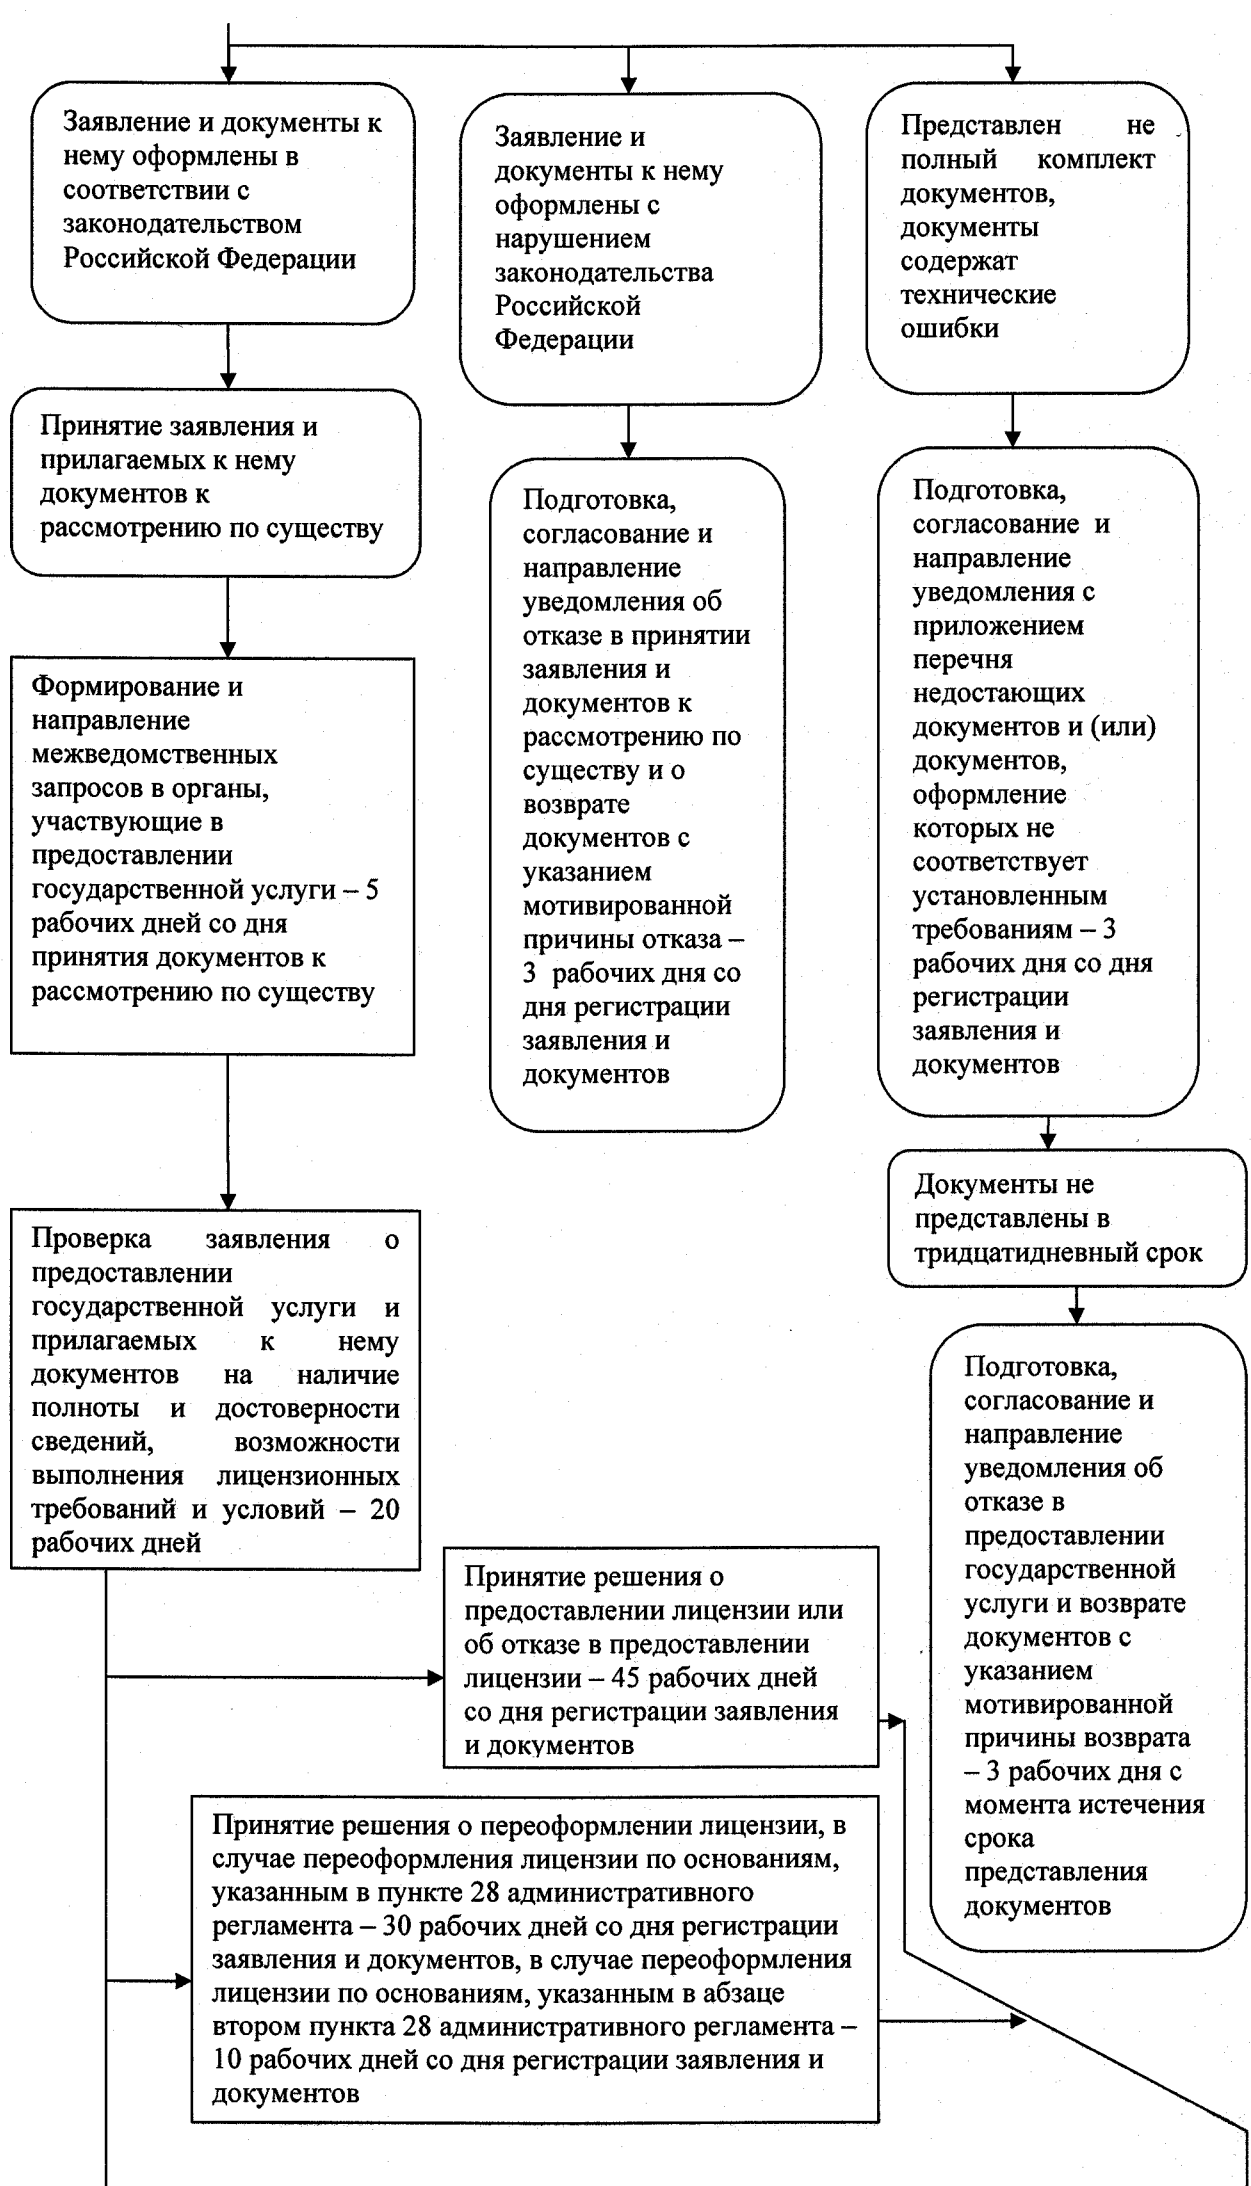 Заявление и документы к
нему оформлены в
соответствии с
законодательством
Российской Федерации
Заявление и
документы к нему
оформлены с
нарушением
законодательства
Российской
Федерации
Представлен не
полный комплект
документов,
документы
содержат
технические
ошибки
Принятие заявления и
прилагаемых к нему
документов к
рассмотрению по существу
Подготовка,
согласование и
направление
уведомления об
отказе в принятии
заявления и
документов к
рассмотрению по
существу и о
возврате
документов с
указанием
мотивированной
причины отказа –
3 рабочих дня со
дня регистрации
заявления и
документов
Подготовка,
согласование и
направление
уведомления с
приложением
перечня
недостающих
документов и (или)
документов,
оформление
которых не
соответствует
установленным
требованиям – 3
рабочих дня со дня
регистрации
заявления и
документов
Формирование и
направление
межведомственных
запросов в органы,
участвующие в
предоставлении
государственной услуги – 5
рабочих дней со дня
принятия документов к
рассмотрению по существу
Документы не
представлены в
тридцатидневный срок
Проверка заявления о
предоставлении
государственной услуги и
прилагаемых к нему
документов на наличие
полноты и достоверности
сведений, возможности
выполнения лицензионных
требований и условий – 20
рабочих дней
Подготовка,
согласование и
направление
уведомления об
отказе в
предоставлении
государственной
услуги и возврате
документов с
указанием
мотивированной
причины возврата
– 3 рабочих дня с
момента истечения
срока
представления
документов
Принятие решения о
предоставлении лицензии или
об отказе в предоставлении
лицензии – 45 рабочих дней
со дня регистрации заявления
и документов
Принятие решения о переоформлении лицензии, в
случае переоформления лицензии по основаниям,
указанным в пункте 28 административного
регламента – 30 рабочих дней со дня регистрации
заявления и документов, в случае переоформления
лицензии по основаниям, указанным в абзаце
втором пункта 28 административного регламента –
10 рабочих дней со дня регистрации заявления и
документов